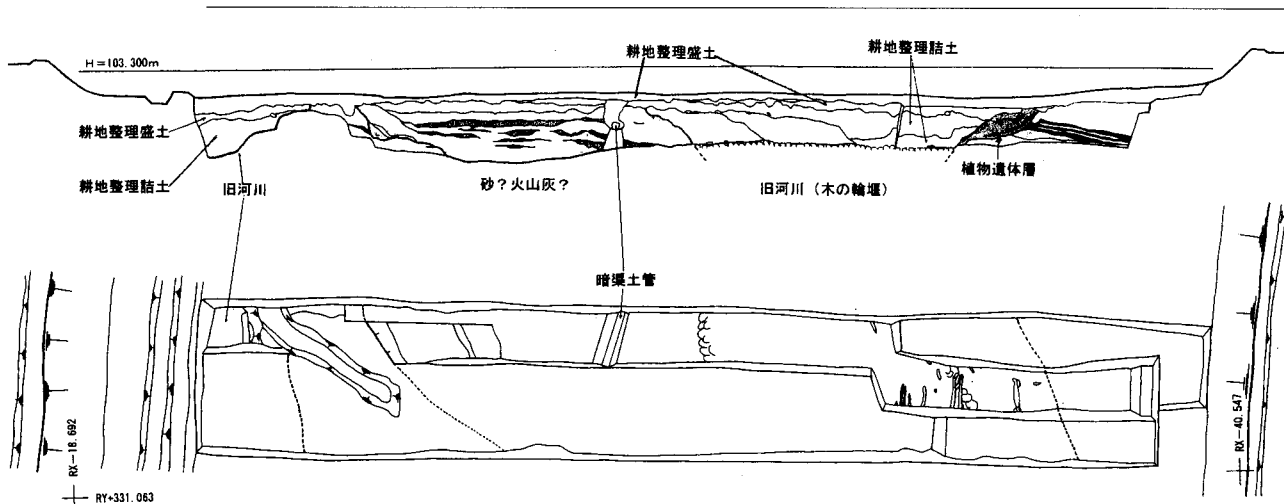 H=103.300m
耕地整理盛土
耕地整理詰土
耕地整理盛土
耕地整理詰土
旧河川
砂?火山灰?
旧河川(木の輪堰)
植物遺体層
暗渠土管
RX-18.692
RY+331.063
RX-40.547